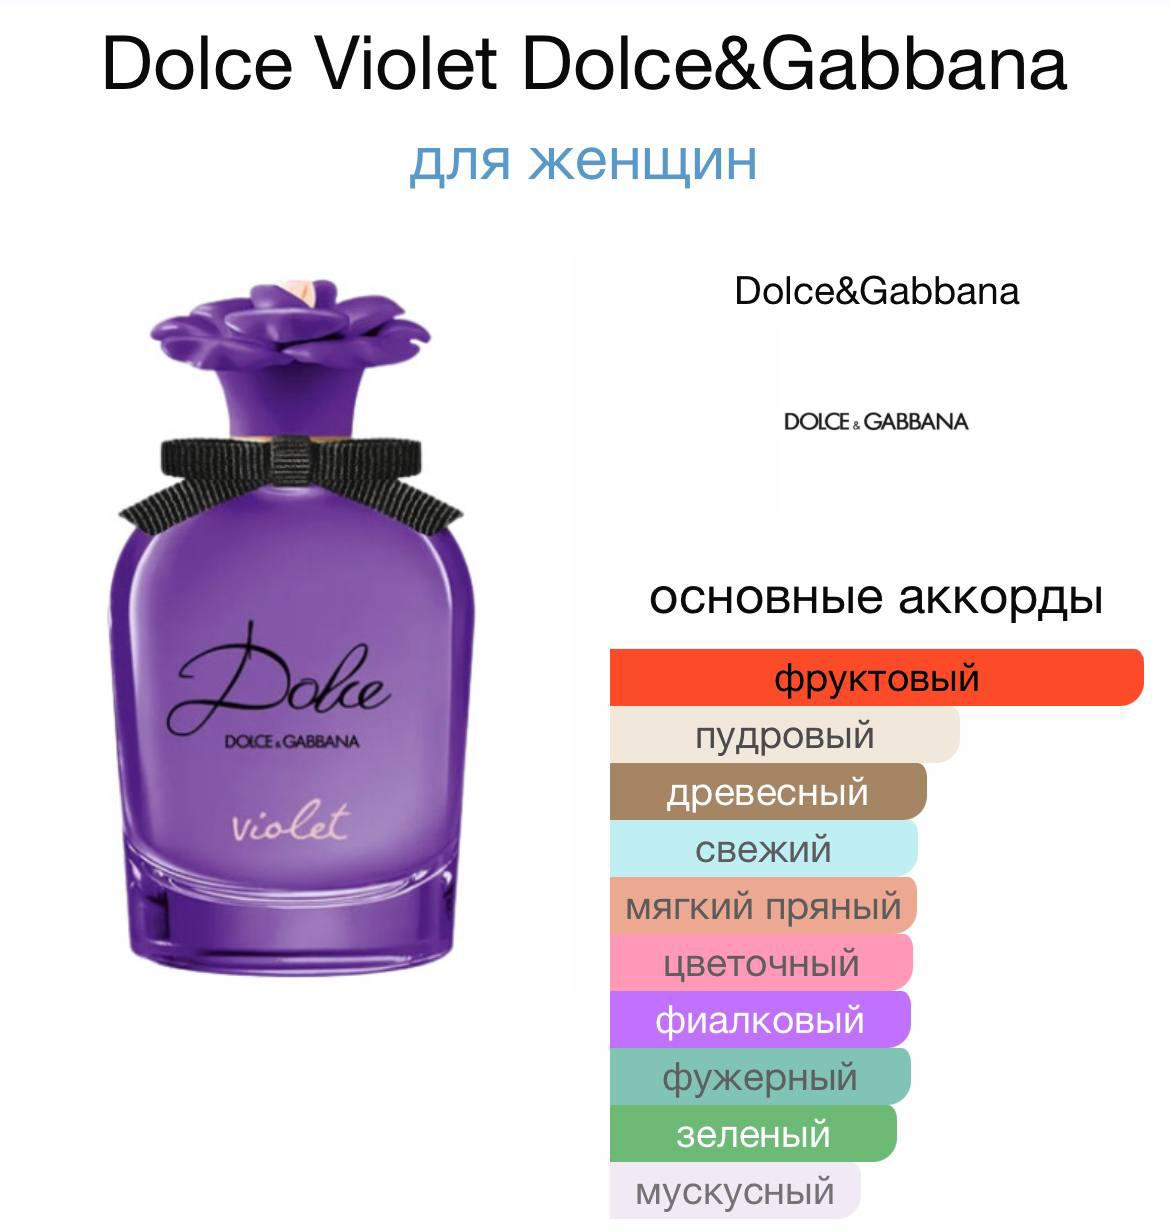 Dolce Violet Dolce&Gabbana
для женщин
Dolce
DOLCE & GABBANA
violet
Dolce&Gabbana
DOLCE & GABBANA
основные аккорды
фруктовый
пудровый
древесный
свежий
мягкий пряный
цветочный
фиалковый
фужерный
зеленый
мускусный